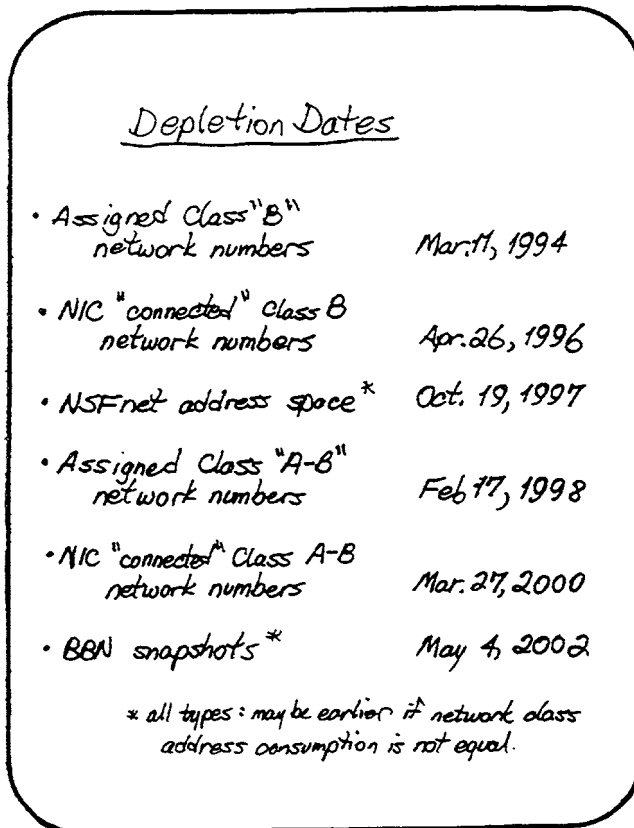 Depletion Dates
• Assigned Class "B"
network numbers Mar. 11, 1994
• NIC "connected" Class B
network numbers Apr. 26, 1996
• NSFnet address space* Oct. 19, 1997
• Assigned Class "A-B"
network numbers Feb 17, 1998
• NIC "connected" Class A-B
network numbers Mar. 27, 2000
• BBN snapshots* May 4, 2002
* all types: may be earlier if network class
address consumption is not equal.